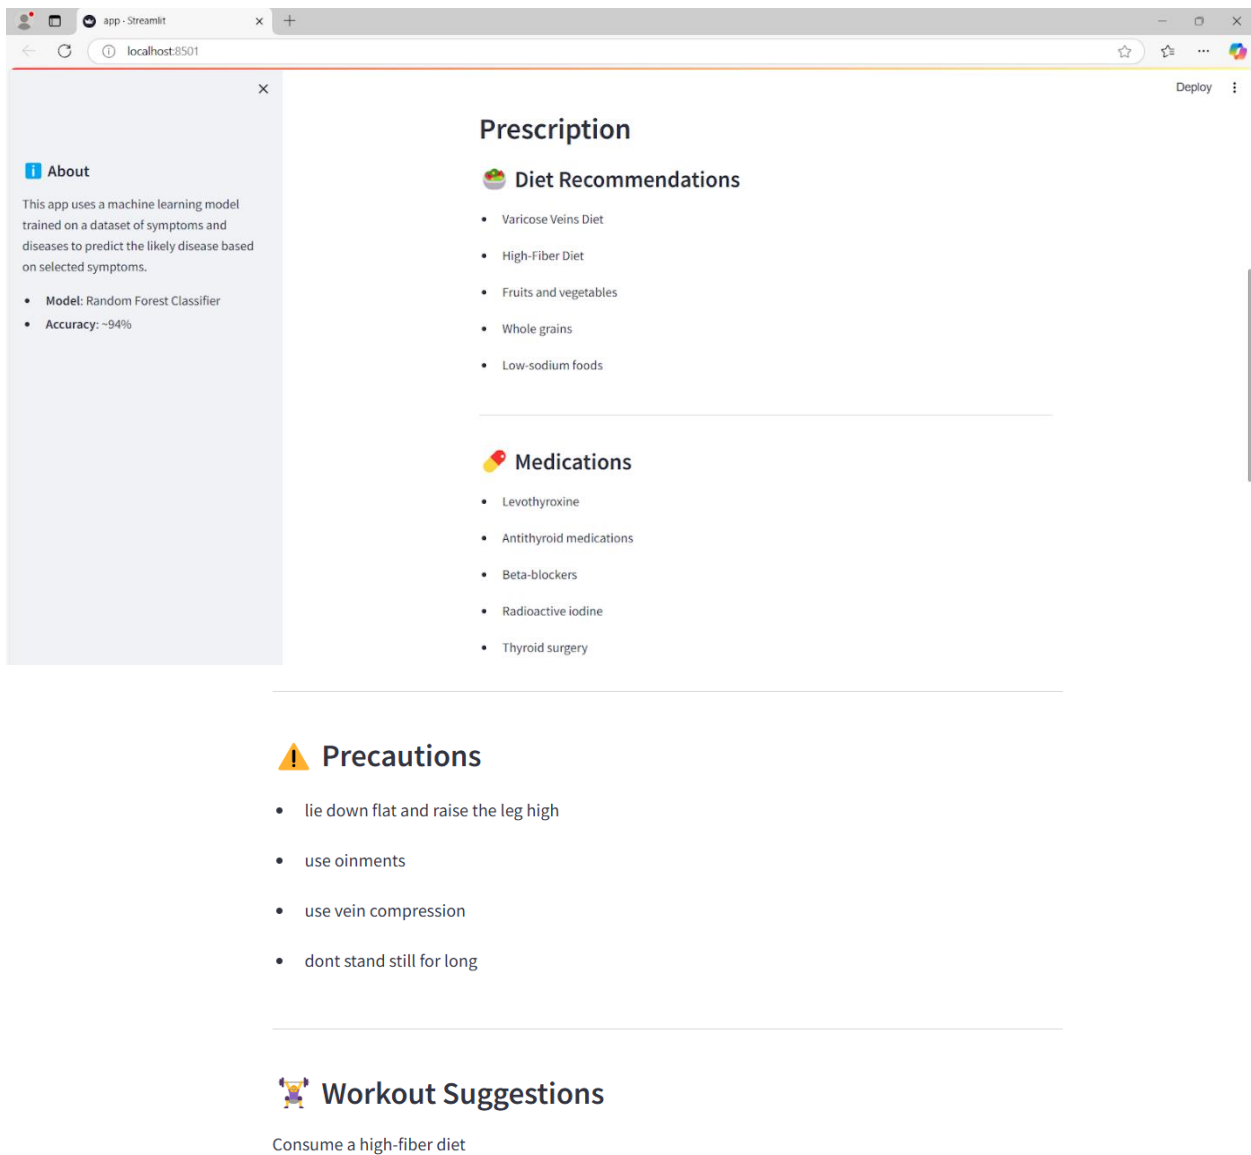 app · Streamlit
localhost:8501
Deploy
About
This app uses a machine learning model
trained on a dataset of symptoms and
diseases to predict the likely disease based
on selected symptoms.
• Model: Random Forest Classifier
• Accuracy: ~94%
Prescription
Diet Recommendations
• Varicose Veins Diet
• High-Fiber Diet
• Fruits and vegetables
• Whole grains
• Low-sodium foods
Medications
• Levothyroxine
• Antithyroid medications
• Beta-blockers
• Radioactive iodine
• Thyroid surgery
Precautions
• lie down flat and raise the leg high
• use oinments
• use vein compression
• dont stand still for long
Workout Suggestions
Consume a high-fiber diet